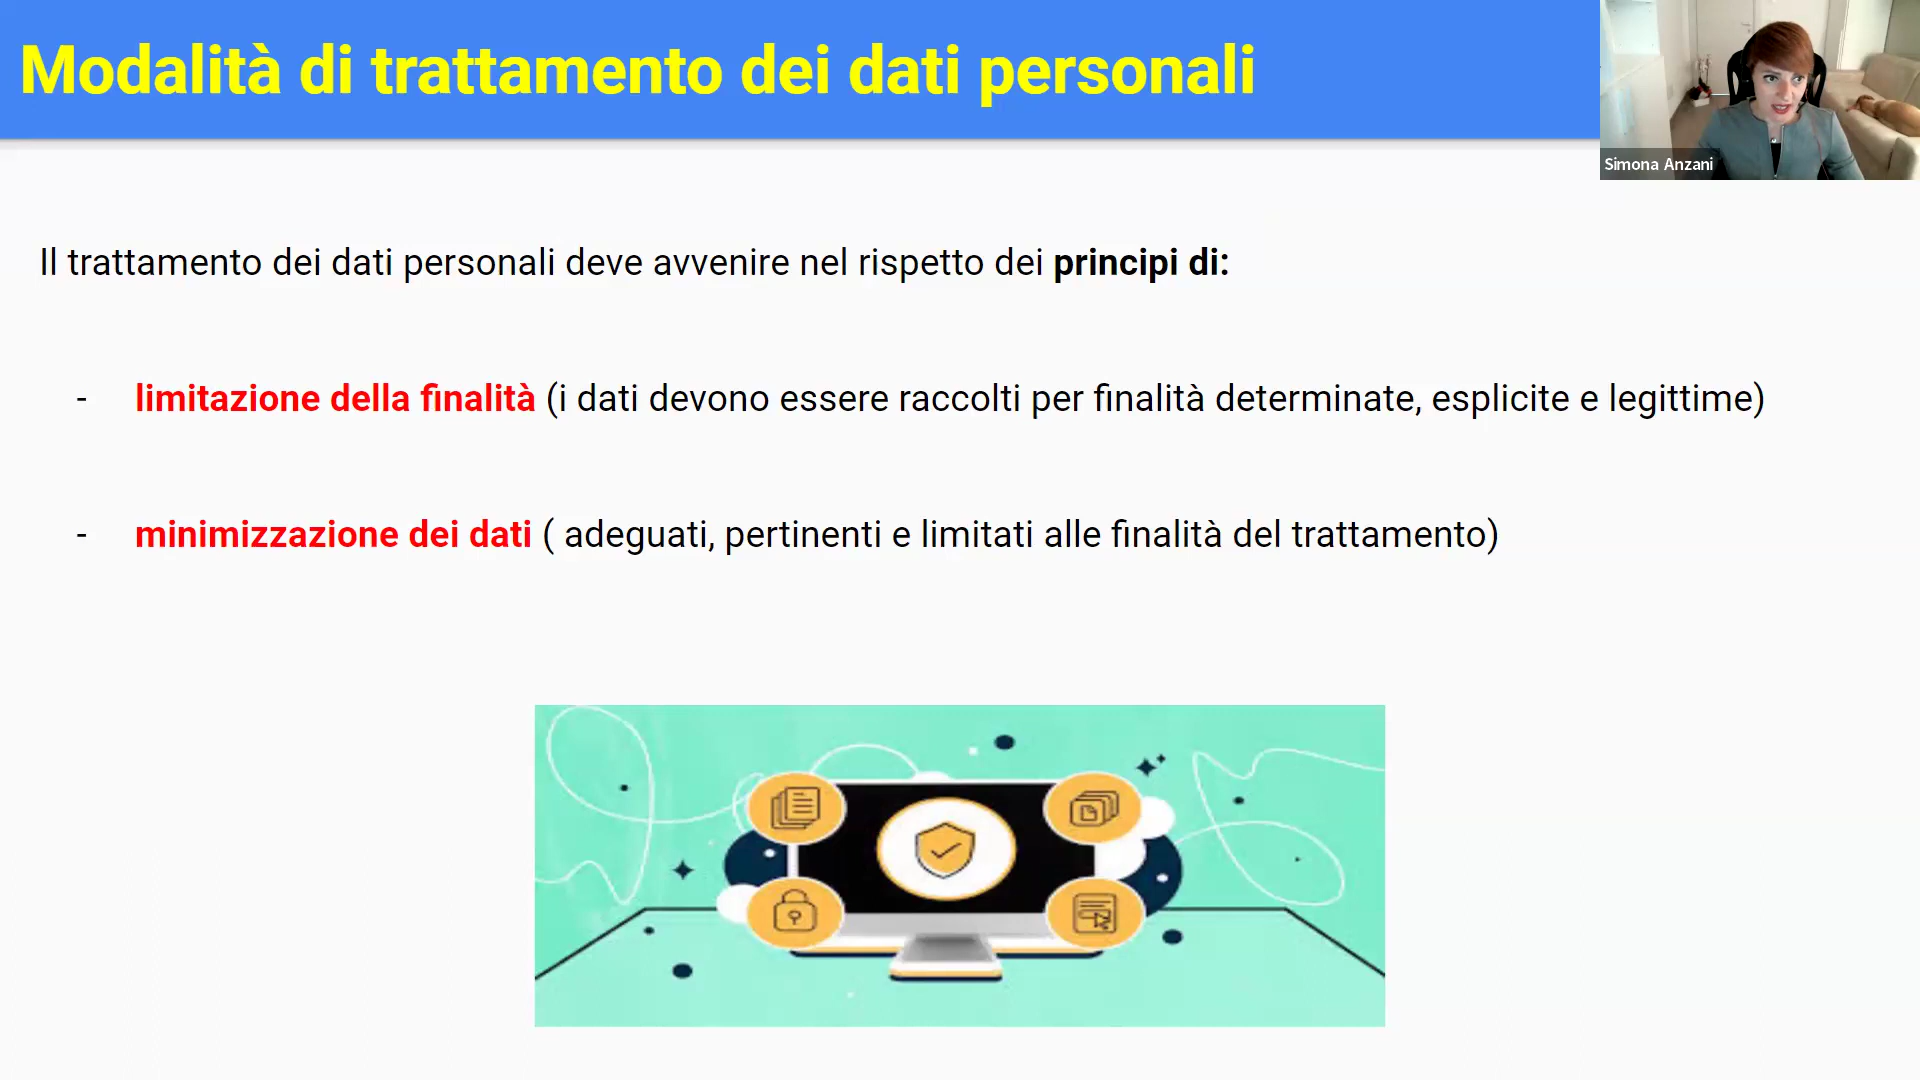 Modalità di trattamento dei dati personali
Simona Anzani
Il trattamento dei dati personali deve avvenire nel rispetto dei principi di:
- limitazione della finalità (i dati devono essere raccolti per finalità determinate, esplicite e legittime)
- minimizzazione dei dati ( adeguati, pertinenti e limitati alle finalità del trattamento)